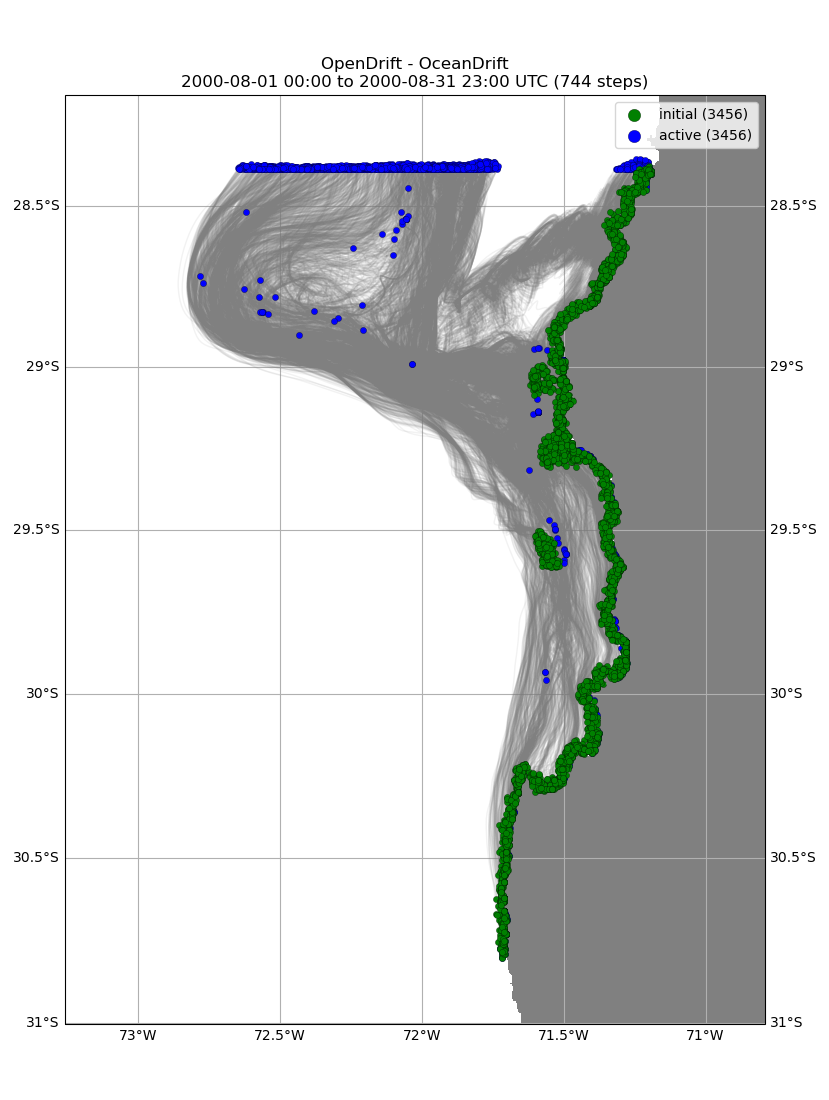 OpenDrift - OceanDrift
2000-08-01 00:00 to 2000-08-31 23:00 UTC (744 steps)
initial (3456)
active (3456)
28.5°S 28.5°S
29°S 29°S
29.5°S 29.5°S
30°S 30°S
30.5°S 30.5°S
31°S 31°S
73°W 72.5°W 72°W 71.5°W 71°W